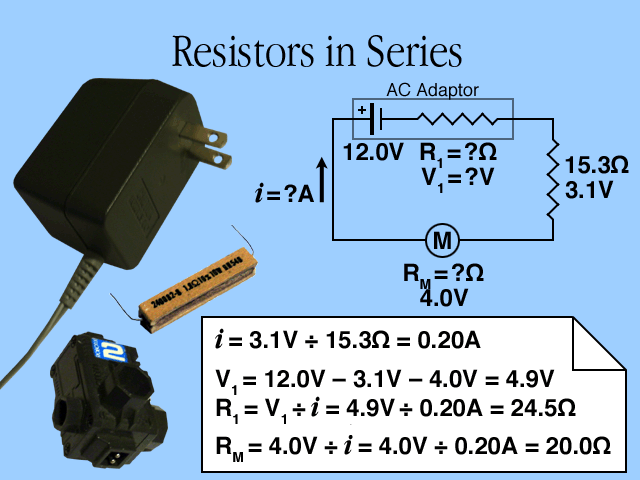 Resistors in Series
AC Adaptor
+
12.0V R₁=?Ω
V₁=?V
15.3Ω
3.1V
i=?A
M
R_M=?Ω
4.0V
i = 3.1V ÷ 15.3Ω = 0.20A
V₁ = 12.0V – 3.1V – 4.0V = 4.9V
R₁ = V₁ ÷ i = 4.9V ÷ 0.20A = 24.5Ω
R_M = 4.0V ÷ i = 4.0V ÷ 0.20A = 20.0Ω